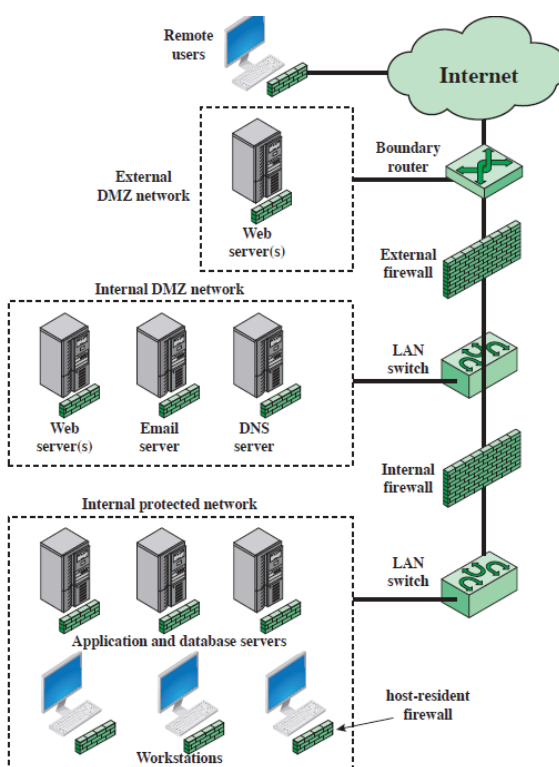 Remote
users
Internet
External
DMZ network
Web
server(s)
Boundary
router
External
firewall
Internal DMZ network
Web
server(s)
Email
server
DNS
server
LAN
switch
Internal
firewall
Internal protected network
LAN
switch
Application and database servers
host-resident
firewall
Workstations